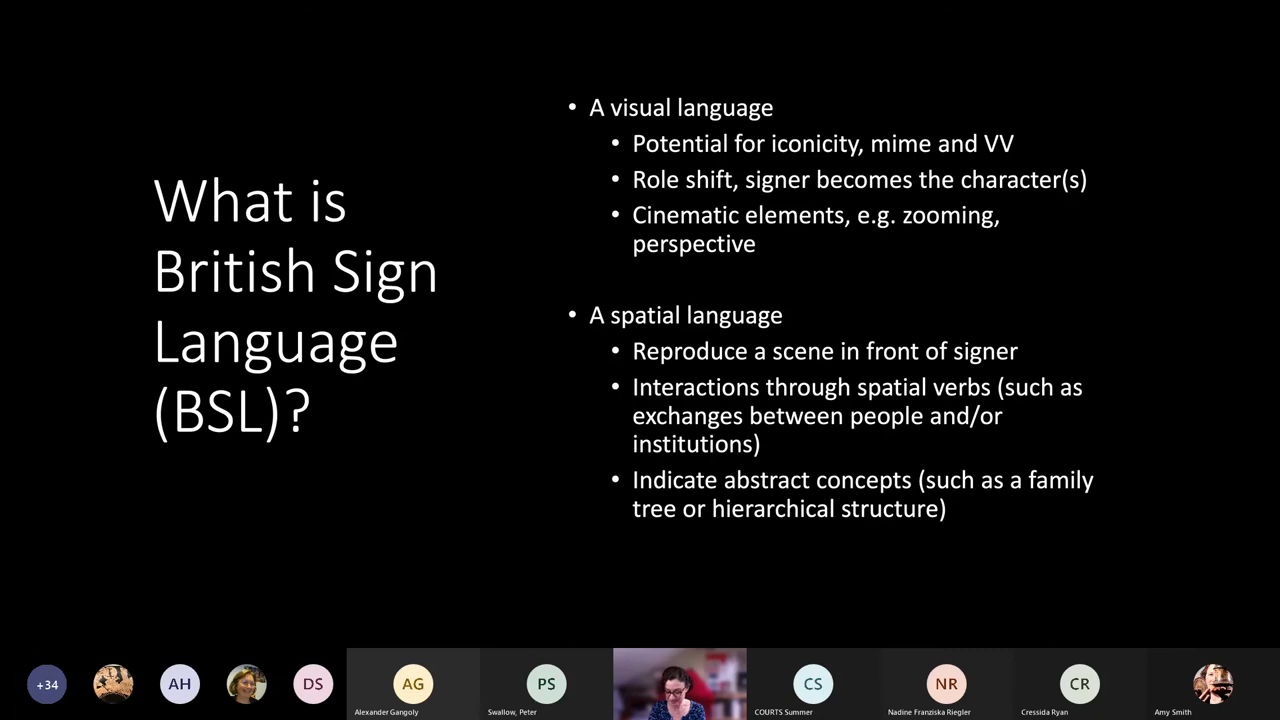 What is
British Sign
Language
(BSL)?
• A visual language
• Potential for iconicity, mime and VV
• Role shift, signer becomes the character(s)
• Cinematic elements, e.g. zooming,
perspective
• A spatial language
• Reproduce a scene in front of signer
• Interactions through spatial verbs (such as
exchanges between people and/or
institutions)
• Indicate abstract concepts (such as a family
tree or hierarchical structure)
+34
AH
DS
AG
Alexander Gangoly
PS
Swallow, Peter
CS
COURTS Summer
NR
Nadine Franziska Riegler
CR
Cressida Ryan
Amy Smith